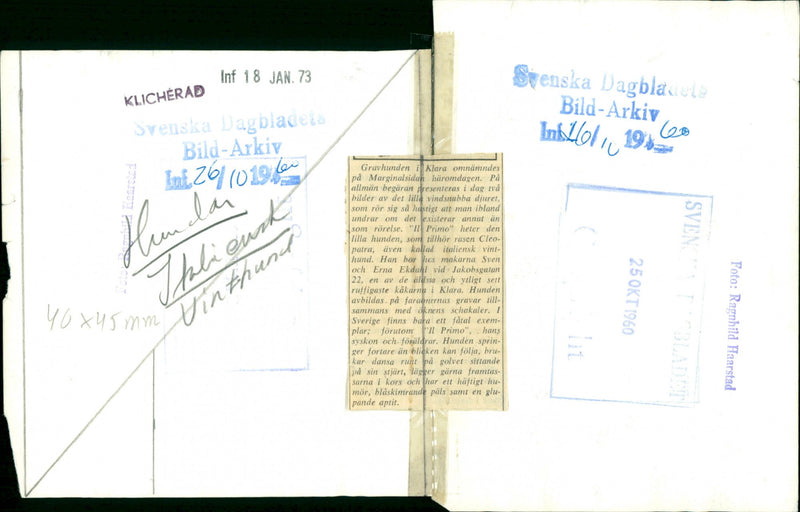 Inf 18 JAN. 73
KLICHERAD
Svenska Dagbladets
Bild-Arkiv
Inf. 26/10 1960
Hundar
Italiensk
Vinthund
40x45mm
Gravhunden i Klara omnämndes
på Marginalsidan häromdagen. På
allmän begäran presenteras i dag två
bilder av det lilla vindsnabba djuret,
som rör sig så hastigt att man ibland
undrar om det existerar annat än
som rörelse. "Il Primo" heter den
lilla hunden, som tillhör rasen Cleo-
patra, även kallad italiensk vint-
hund. Han bor hos makarna Sven
och Erna Ekdahl vid Jakobsgatan
22, en av de äldsta och ytligt sett
ruffigaste kåkarna i Klara. Hunden
avbildas på faraonernas gravar till-
sammans med öknens schakaler. I
Sverige finns bara ett fåtal exem-
plar; förutom "Il Primo", hans
syskon och föräldrar. Hunden sprin-
ger fortare än blicken kan följa, bru-
kar dansa runt på golvet sittande
på sin stjärt, lägger gärna framtas-
sarna i kors och har ett häftigt hu-
mör, blåskimrande päls samt en glu-
pande aptit.
Svenska Dagbladets
Bild-Arkiv
Inf. 26/10 1960
SVENSKA DAGBLADET
25 OKT 1960
Foto: Ragnhild Haarstad